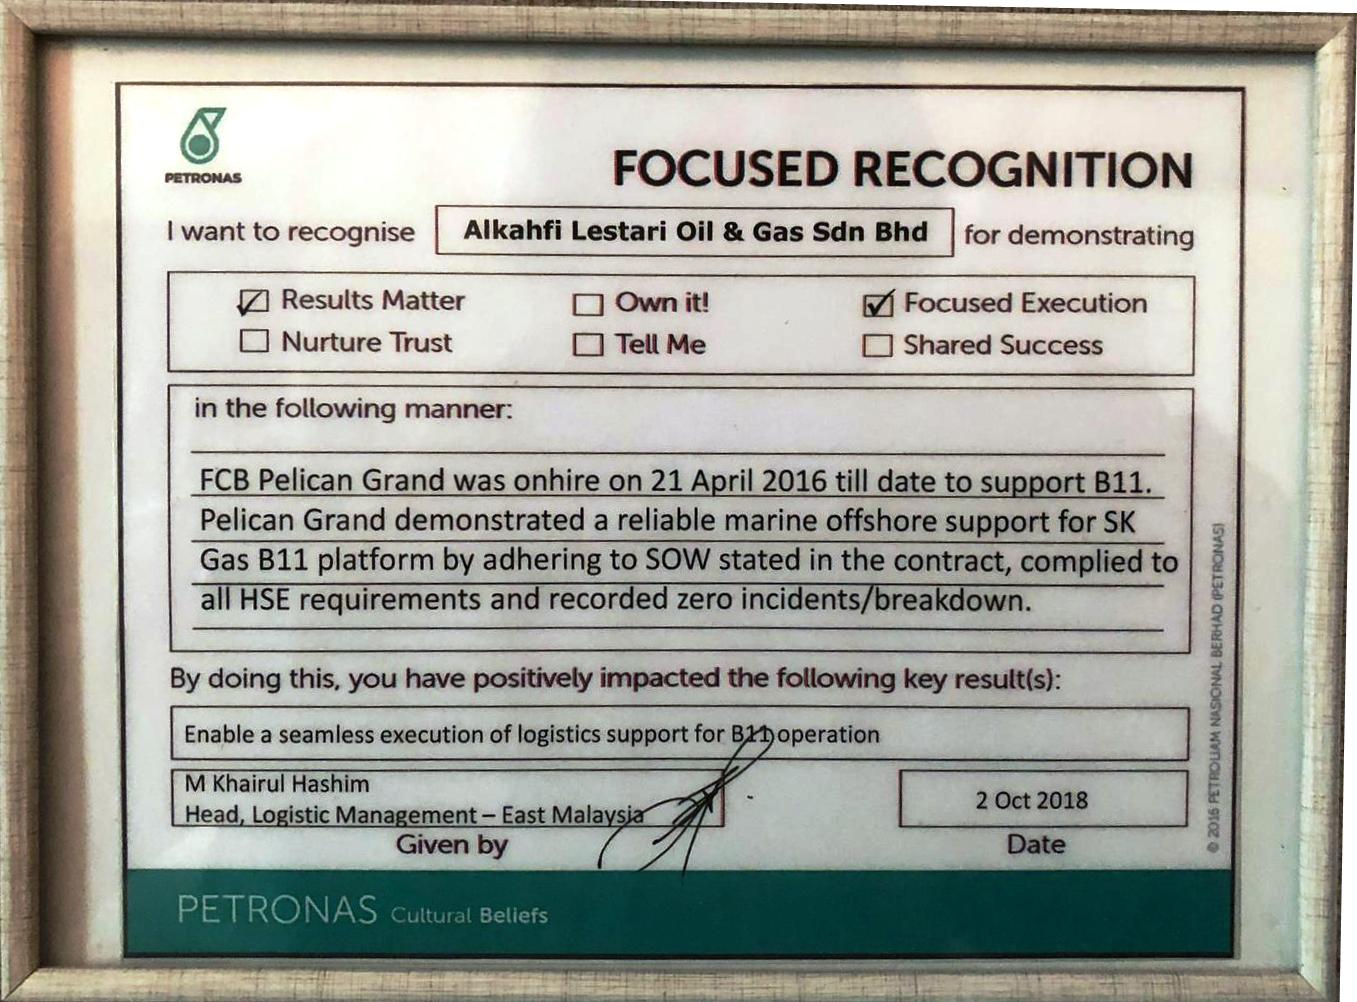 PETRONAS
FOCUSED RECOGNITION
I want to recognise Alkahfi Lestari Oil & Gas Sdn Bhd for demonstrating
Results Matter Own it! Focused Execution
Nurture Trust Tell Me Shared Success
in the following manner:
FCB Pelican Grand was onhire on 21 April 2016 till date to support B11.
Pelican Grand demonstrated a reliable marine offshore support for SK
Gas B11 platform by adhering to SOW stated in the contract, complied to
all HSE requirements and recorded zero incidents/breakdown.
By doing this, you have positively impacted the following key result(s):
Enable a seamless execution of logistics support for B11 operation
M Khairul Hashim
Head, Logistic Management – East Malaysia
2 Oct 2018
Given by Date
PETRONAS Cultural Beliefs
© 2016 PETROLIAM NASIONAL BERHAD (PETRONAS)